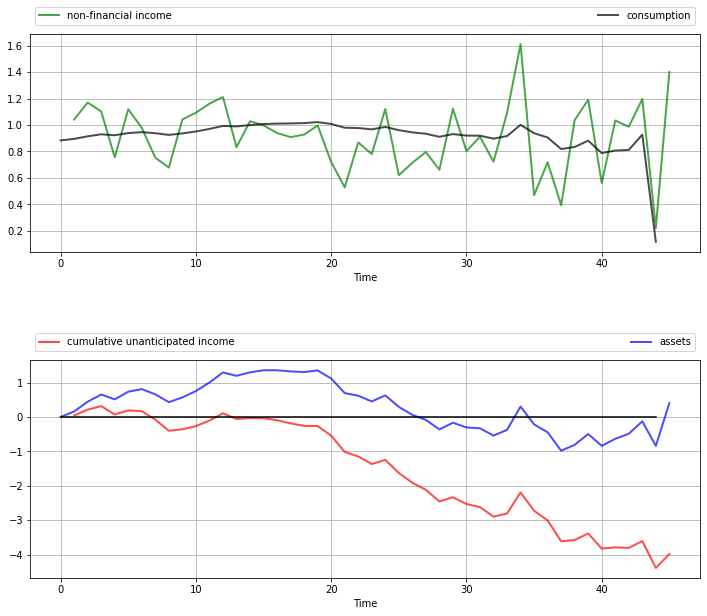 non-financial income consumption
1.6
1.4
1.2
1.0
0.8
0.6
0.4
0.2
0 10 20 30 40
Time
cumulative unanticipated income assets
1
0
−1
−2
−3
−4
0 10 20 30 40
Time